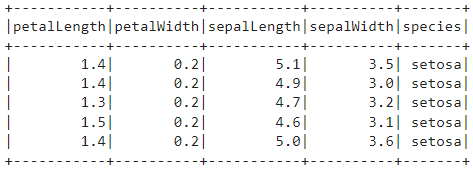 +-----------+----------+-----------+----------+-------+
|petalLength|petalWidth|sepalLength|sepalWidth|species|
+-----------+----------+-----------+----------+-------+
|        1.4|       0.2|        5.1|       3.5| setosa|
|        1.4|       0.2|        4.9|       3.0| setosa|
|        1.3|       0.2|        4.7|       3.2| setosa|
|        1.5|       0.2|        4.6|       3.1| setosa|
|        1.4|       0.2|        5.0|       3.6| setosa|
+-----------+----------+-----------+----------+-------+